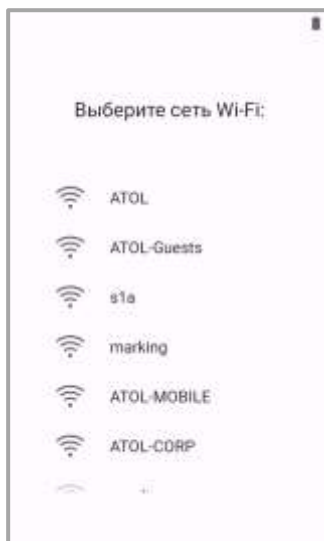 Выберите сеть Wi-Fi:
ATOL
ATOL-Guests
s1a
marking
ATOL-MOBILE
ATOL-CORP